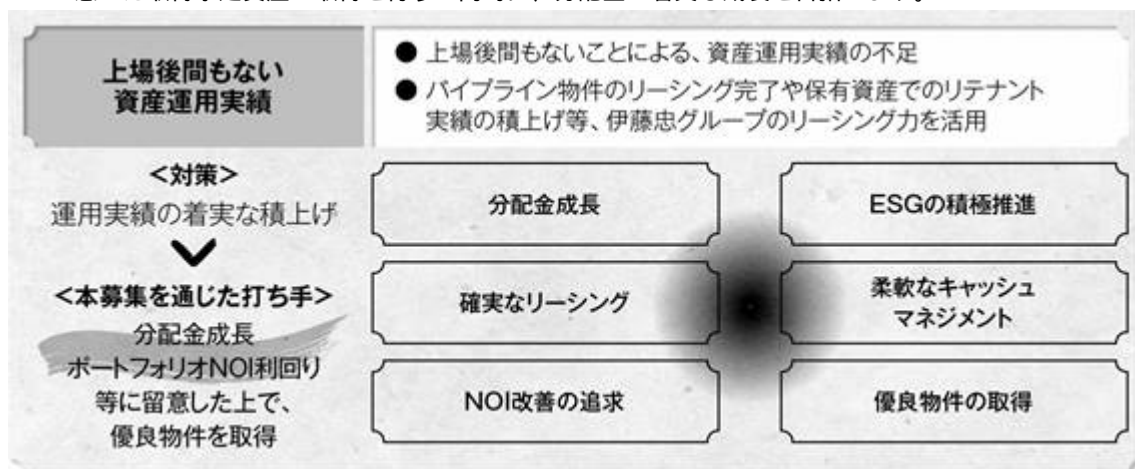 上場後間もない
資産運用実績
● 上場後間もないことによる、資産運用実績の不足
● パイプライン物件のリーシング完了や保有資産でのリテナント
実績の積上げ等、伊藤忠グループのリーシング力を活用
<対策>
運用実績の着実な積上げ
<本募集を通じた打ち手>
分配金成長
ポートフォリオNOI利回り
等に留意した上で、
優良物件を取得
分配金成長
ESGの積極推進
確実なリーシング
柔軟なキャッシュ
マネジメント
NOI改善の追求
優良物件の取得